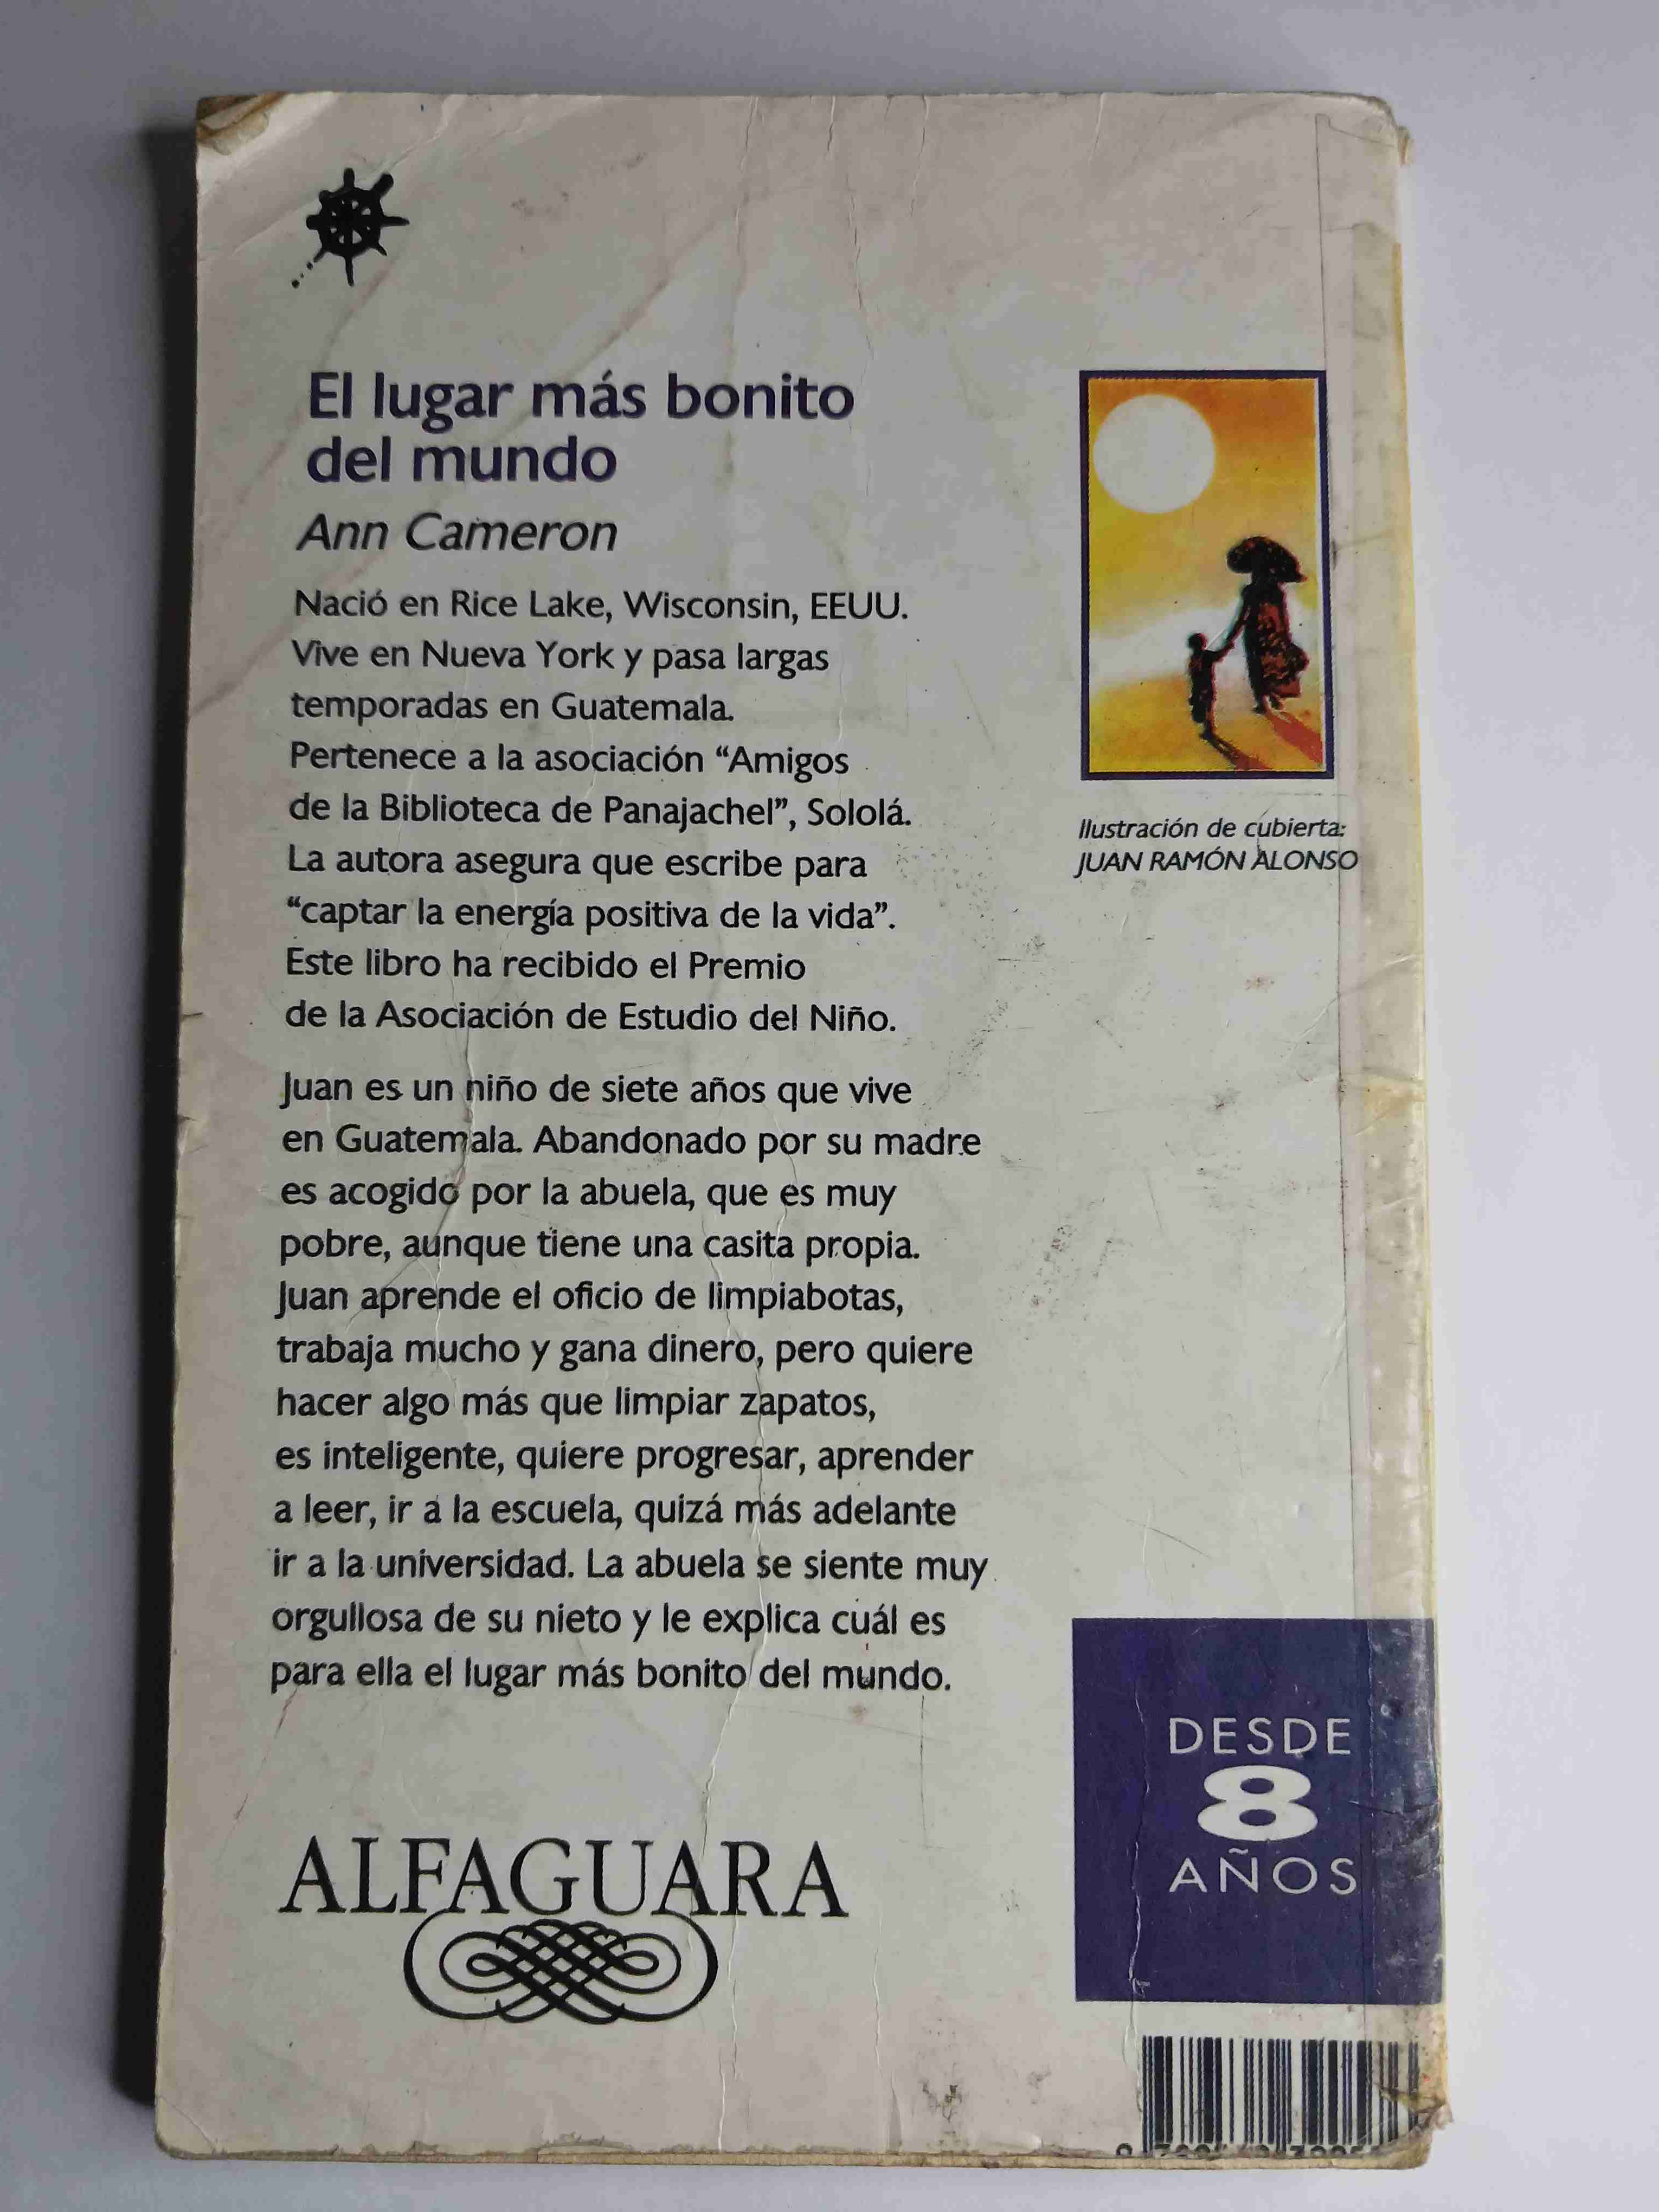 El lugar más bonito
del mundo
Ann Cameron
Nació en Rice Lake, Wisconsin, EEUU.
Vive en Nueva York y pasa largas
temporadas en Guatemala.
Pertenece a la asociación “Amigos
de la Biblioteca de Panajachel”, Sololá.
La autora asegura que escribe para
“captar la energía positiva de la vida”.
Este libro ha recibido el Premio
de la Asociación de Estudio del Niño.
Juan es un niño de siete años que vive
en Guatemala. Abandonado por su madre
es acogido por la abuela, que es muy
pobre, aunque tiene una casita propia.
Juan aprende el oficio de limpiabotas,
trabaja mucho y gana dinero, pero quiere
hacer algo más que limpiar zapatos,
es inteligente, quiere progresar, aprender
a leer, ir a la escuela, quizá más adelante
ir a la universidad. La abuela se siente muy
orgullosa de su nieto y le explica cuál es
para ella el lugar más bonito del mundo.
Ilustración de cubierta:
JUAN RAMÓN ALONSO
ALFAGUARA
DESDE
8
AÑOS